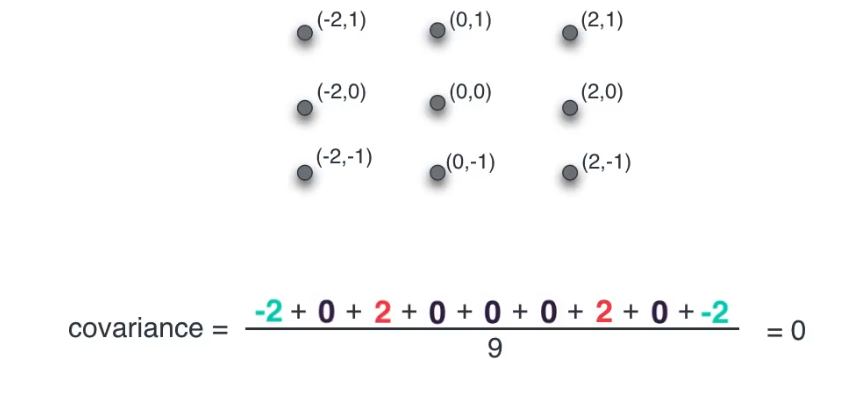 (-2,1) (0,1) (2,1)
(-2,0) (0,0) (2,0)
(-2,-1) (0,-1) (2,-1)
-2 + 0 + 2 + 0 + 0 + 0 + 2 + 0 + -2
covariance = = 0
9